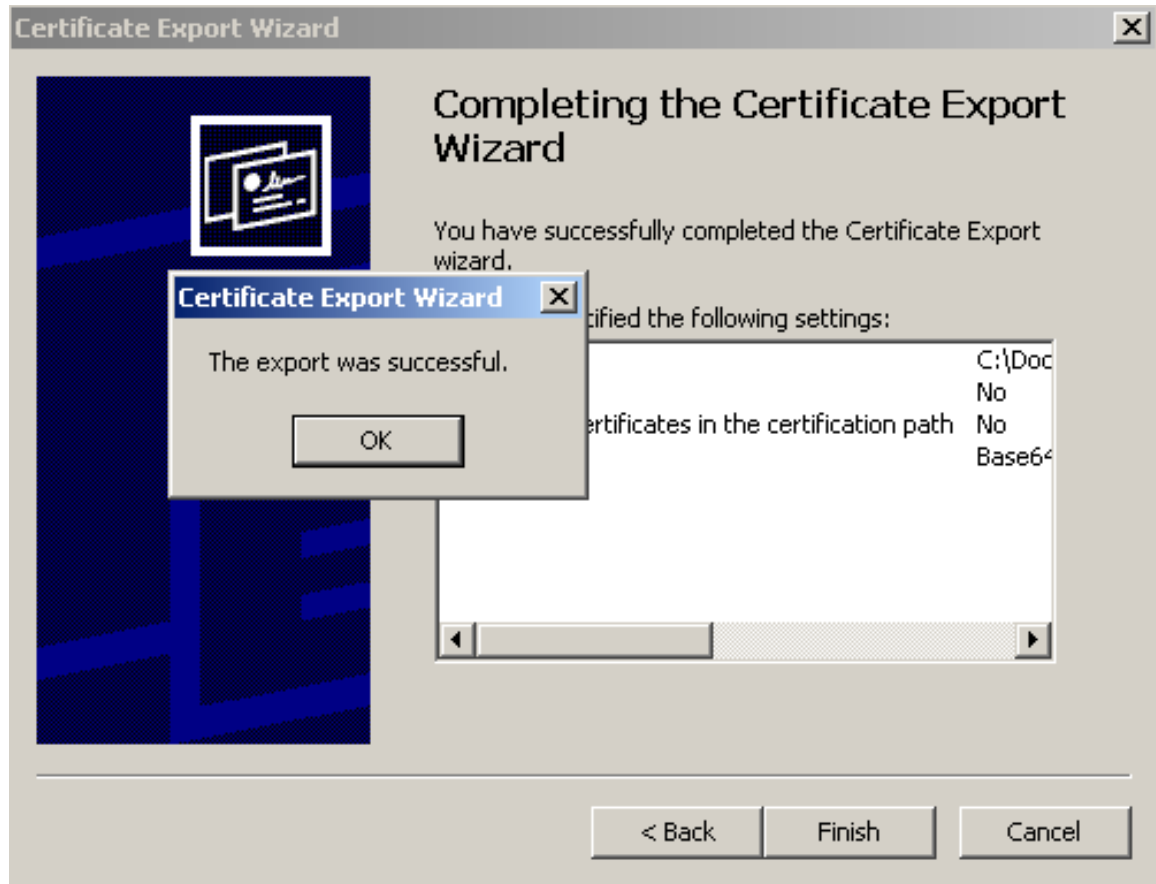 Certificate Export Wizard
Completing the Certificate Export
Wizard
You have successfully completed the Certificate Export
wizard.
Certificate Export Wizard
The export was successful.
OK
the following settings:
C:\Doc
No
in the certification path No
Base64
< Back Finish Cancel